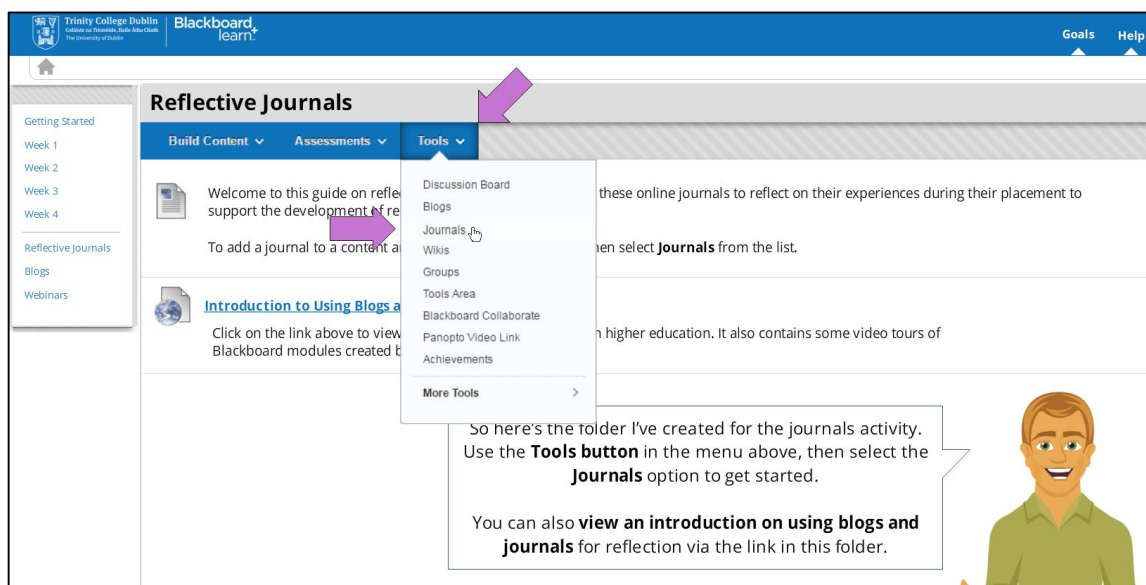 Trinity College Dublin
Coláiste na Tríonóide, Baile Átha Cliath
The University of Dublin
Blackboard
learn+
Goals
Help
Reflective Journals
Getting Started
Week 1
Week 2
Week 3
Week 4
Reflective Journals
Blogs
Webinars
Build Content
Assessments
Tools
Discussion Board
Blogs
Journals
Wikis
Groups
Tools Area
Blackboard Collaborate
Panopto Video Link
Achievements
More Tools
Welcome to this guide on these online journals to reflect on their experiences during their placement to
support the development of
To add a journal to a content select Journals from the list.
Introduction to Using Blogs
Click on the link above to view higher education. It also contains some video tours of
Blackboard modules created
So here's the folder I've created for the journals activity.
Use the Tools button in the menu above, then select the
Journals option to get started.
You can also view an introduction on using blogs and
journals for reflection via the link in this folder.